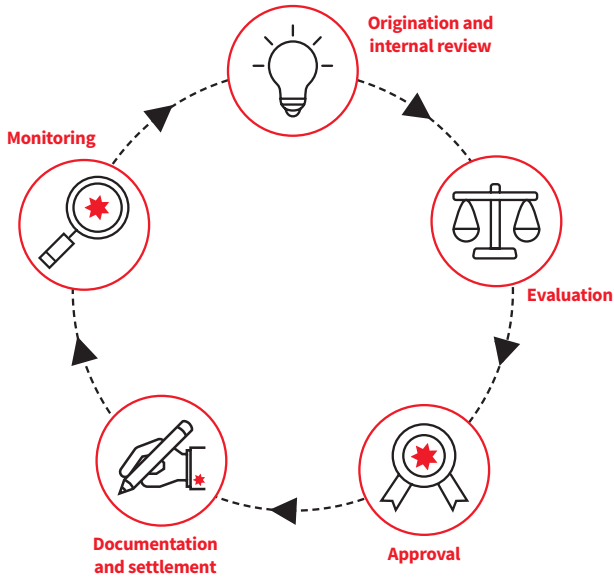 Origination and
internal review
Monitoring
Evaluation
Documentation
and settlement
Approval